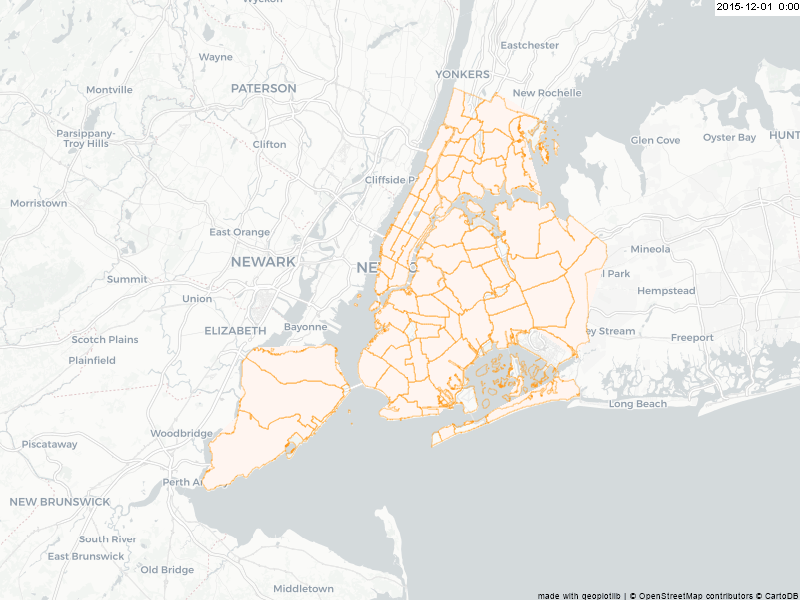 Wyckoff
2015-12-01 0:00
Eastchester
Wayne
YONKERS
Montville
PATERSON
New Rochelle
Parsippany-
Troy Hills
Clifton
Glen Cove
Oyster Bay
HUNT
Cliffside Pa
Morristown
East Orange
Mineola
NEWARK
NE
O
l Park
Summit
Hempstead
Union
ELIZABETH
Bayonne
ey Stream
Scotch Plains
Freeport
Plainfield
Long Beach
Woodbridge
Piscataway
Perth Am
NEW BRUNSWICK
South River
East Brunswick
Old Bridge
Middletown
made with geoplotlib | © OpenStreetMap contributors © CartoDB